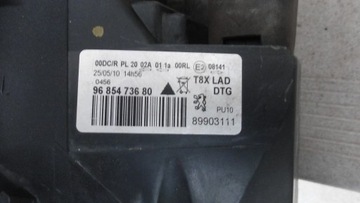 00DC/R PL 20 02A 01 1a 00RL E2 08141
25/05/10 14h56
0456
T8X LAD
96 854 736 80
DTG
PU10
89903111